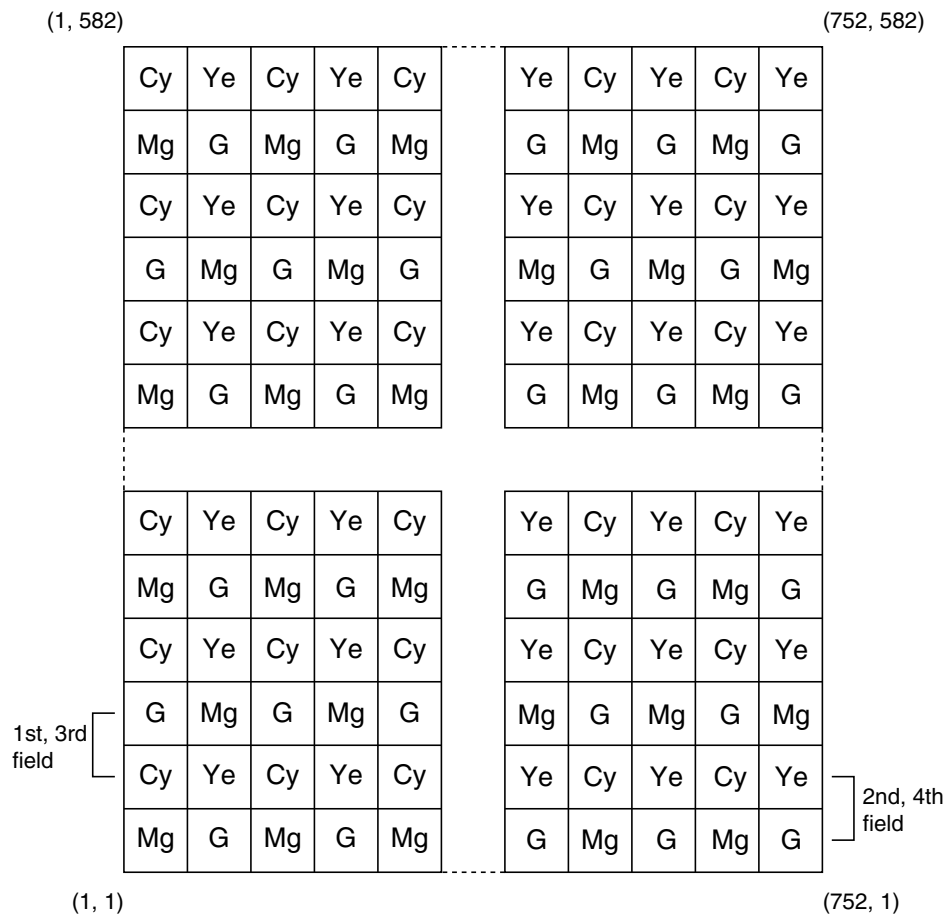 (1, 582) (752, 582)
Cy Ye Cy Ye Cy Ye Cy Ye Cy Ye
Mg G Mg G Mg G Mg G Mg G
Cy Ye Cy Ye Cy Ye Cy Ye Cy Ye
G Mg G Mg G Mg G Mg G Mg
Cy Ye Cy Ye Cy Ye Cy Ye Cy Ye
Mg G Mg G Mg G Mg G Mg G
Cy Ye Cy Ye Cy Ye Cy Ye Cy Ye
Mg G Mg G Mg G Mg G Mg G
Cy Ye Cy Ye Cy Ye Cy Ye Cy Ye
G Mg G Mg G Mg G Mg G Mg
1st, 3rd
field
Cy Ye Cy Ye Cy Ye Cy Ye Cy Ye
2nd, 4th
field
Mg G Mg G Mg G Mg G Mg G
(1, 1) (752, 1)